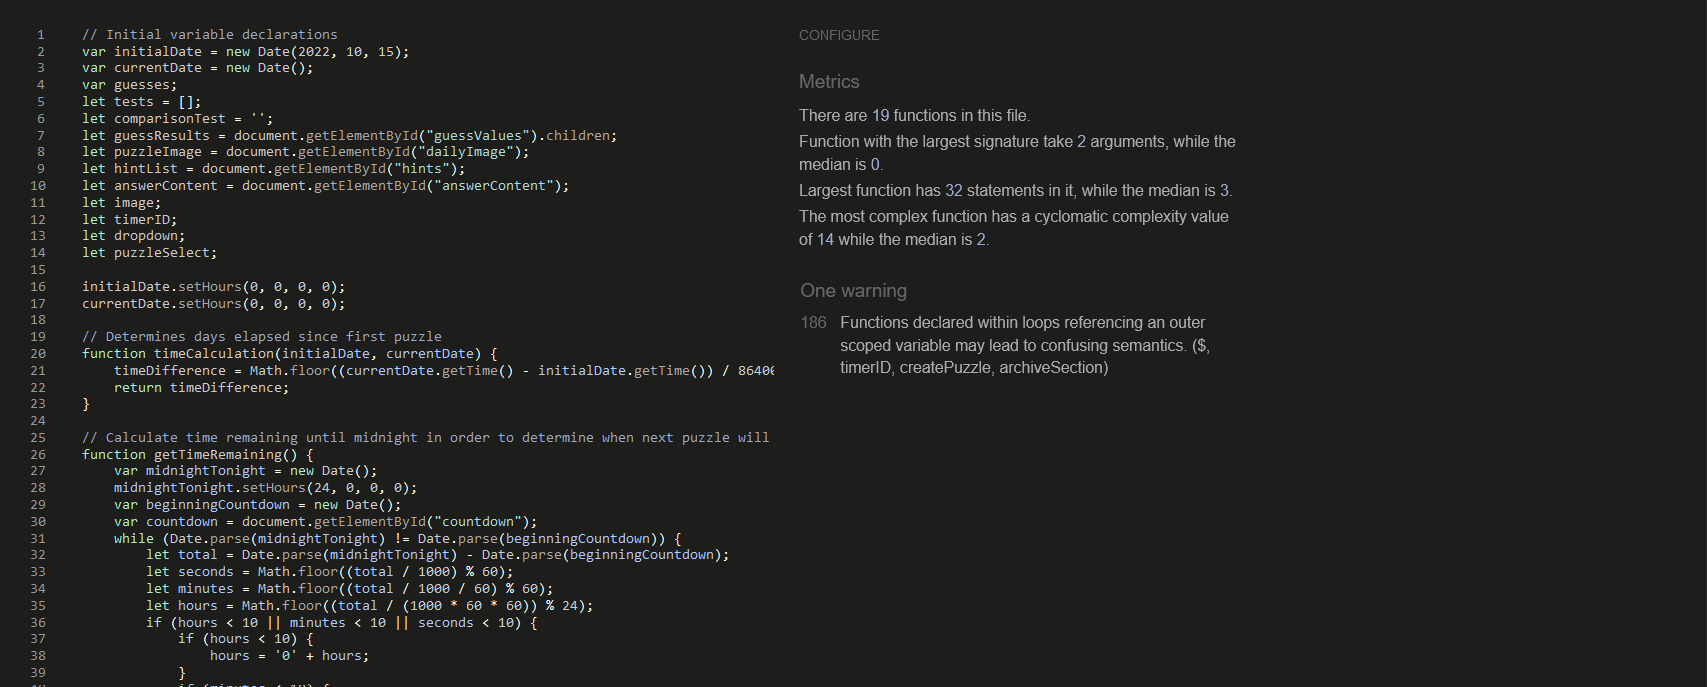 1 // Initial variable declarations
2 var initialDate = new Date(2022, 10, 15);
3 var currentDate = new Date();
4 var guesses;
5 let tests = [];
6 let comparisonTest = '';
7 let guessResults = document.getElementById("guessValues").children;
8 let puzzleImage = document.getElementById("dailyImage");
9 let hintList = document.getElementById("hints");
10 let answerContent = document.getElementById("answerContent");
11 let image;
12 let timerID;
13 let dropdown;
14 let puzzleSelect;
15
16 initialDate.setHours(0, 0, 0, 0);
17 currentDate.setHours(0, 0, 0, 0);
18
19 // Determines days elapsed since first puzzle
20 function timeCalculation(initialDate, currentDate) {
21 timeDifference = Math.floor((currentDate.getTime() - initialDate.getTime()) / 8640
22 return timeDifference;
23 }
24
25 // Calculate time remaining until midnight in order to determine when next puzzle will
26 function getTimeRemaining() {
27 var midnightTonight = new Date();
28 midnightTonight.setHours(24, 0, 0, 0);
29 var beginningCountdown = new Date();
30 var countdown = document.getElementById("countdown");
31 while (Date.parse(midnightTonight) != Date.parse(beginningCountdown)) {
32 let total = Date.parse(midnightTonight) - Date.parse(beginningCountdown);
33 let seconds = Math.floor((total / 1000) % 60);
34 let minutes = Math.floor((total / 1000 / 60) % 60);
35 let hours = Math.floor((total / (1000 * 60 * 60)) % 24);
36 if (hours < 10 || minutes < 10 || seconds < 10) {
37 if (hours < 10) {
38 hours = '0' + hours;
39 }
CONFIGURE
Metrics
There are 19 functions in this file.
Function with the largest signature take 2 arguments, while the
median is 0.
Largest function has 32 statements in it, while the median is 3.
The most complex function has a cyclomatic complexity value
of 14 while the median is 2.
One warning
186 Functions declared within loops referencing an outer
scoped variable may lead to confusing semantics. ($,
timerID, createPuzzle, archiveSection)